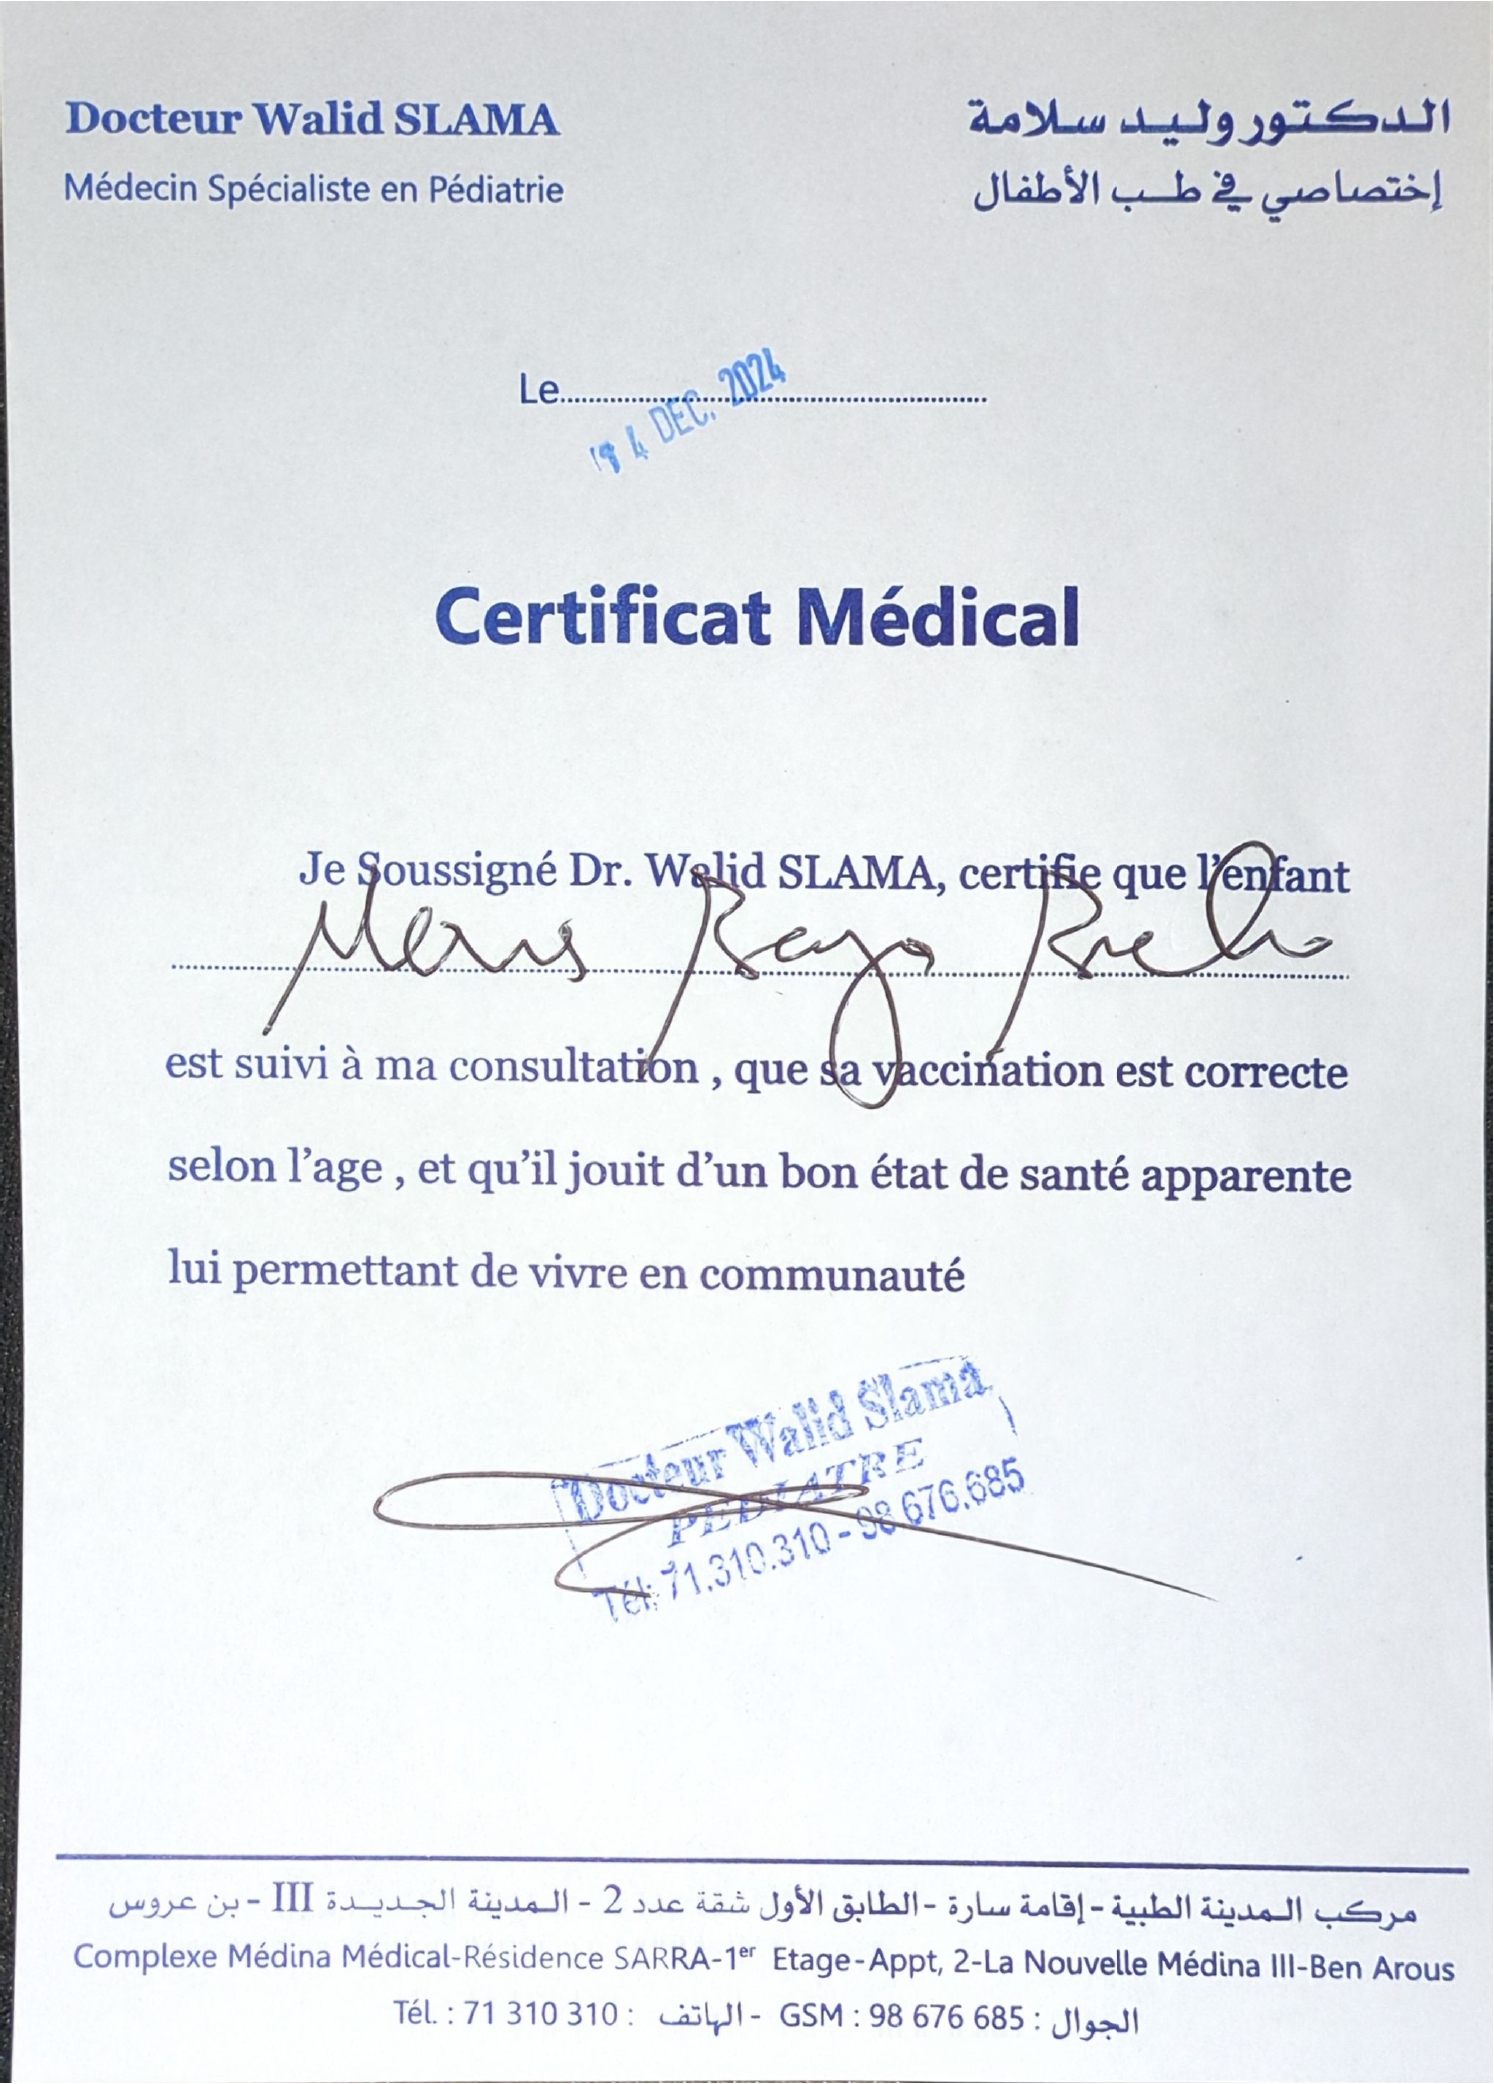 Docteur Walid SLAMA
الدكتور وليد سلامة
Médecin Spécialiste en Pédiatrie
إختصاصي في طب الأطفال
Le
4 DEC. 2024
Certificat Médical
Je Soussigné Dr. Walid SLAMA, certifie que l'enfant
est suivi à ma consultation , que sa vaccination est correcte
selon l'age , et qu'il jouit d'un bon état de santé apparente
lui permettant de vivre en communauté
Docteur Walid Slama
PEDIATRE
Tél: 71.310.310 - 98 676.685
مركب المدينة الطبية - إقامة سارة - الطابق الأول شقة عدد 2 - المدينة الجديدة III - بن عروس
Complexe Médina Médical-Résidence SARRA-1er Etage-Appt, 2-La Nouvelle Médina III-Ben Arous
Tél. : 71 310 310 : الهاتف - GSM : 98 676 685 : الجوال